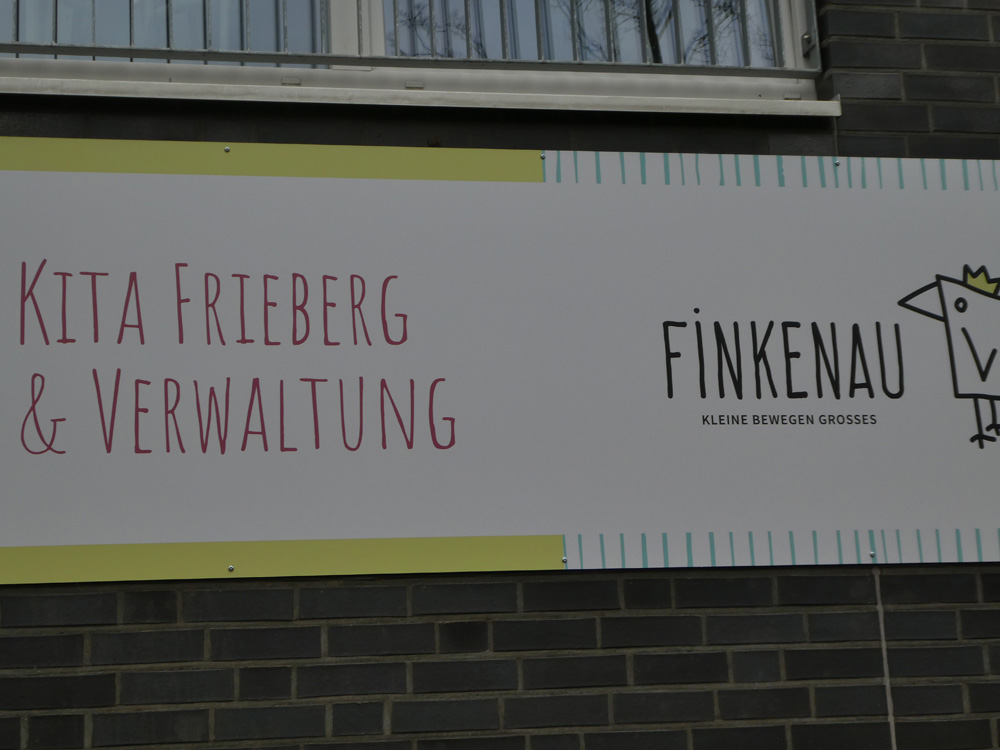 KITA FRIEBERG
& VERWALTUNG
FINKENAU
KLEINE BEWEGEN GROSSES